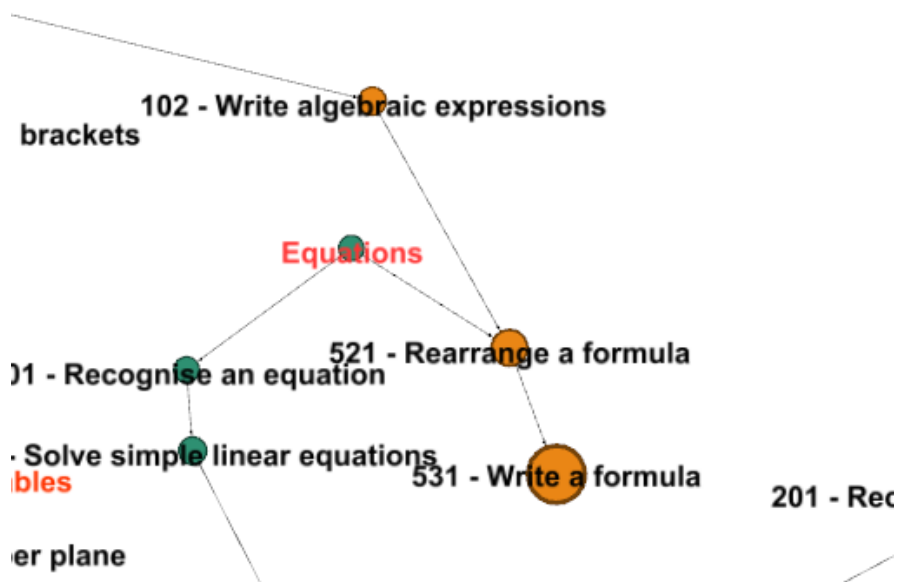 102 - Write algebraic expressions
brackets
Equations
521 - Rearrange a formula
01 - Recognise an equation
- Solve simple linear equations
531 - Write a formula
ables
201 - Rec
er plane